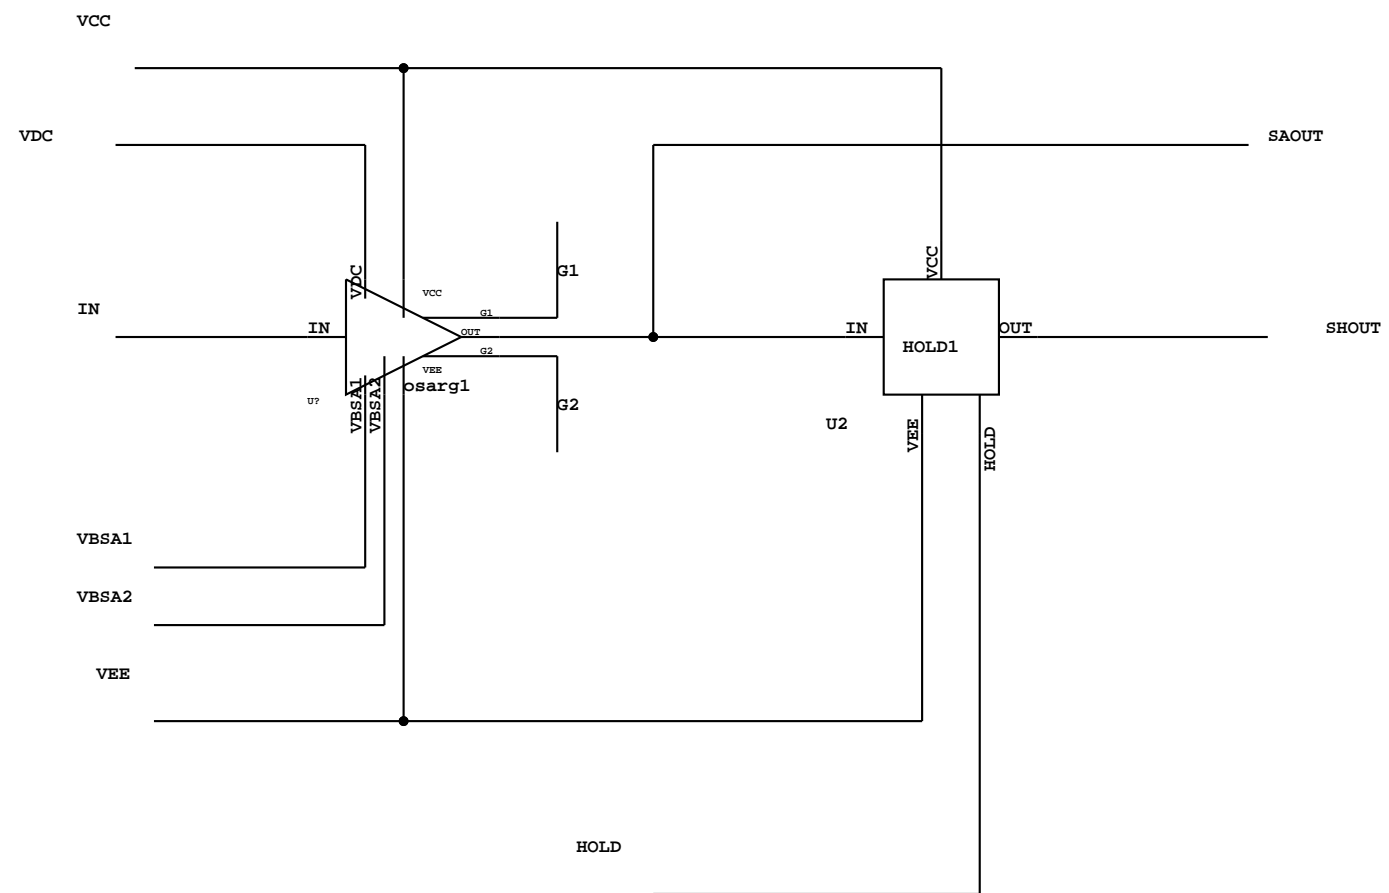 VCC
VDC
SAOUT
VCC
G1
VDC
VCC
IN
G1
IN
OUT
IN
HOLD1
OUT
SHOUT
G2
VEE
osarg1
U?
VBSA1
VBSA2
G2
U2
VEE
HOLD
VBSA1
VBSA2
VEE
HOLD